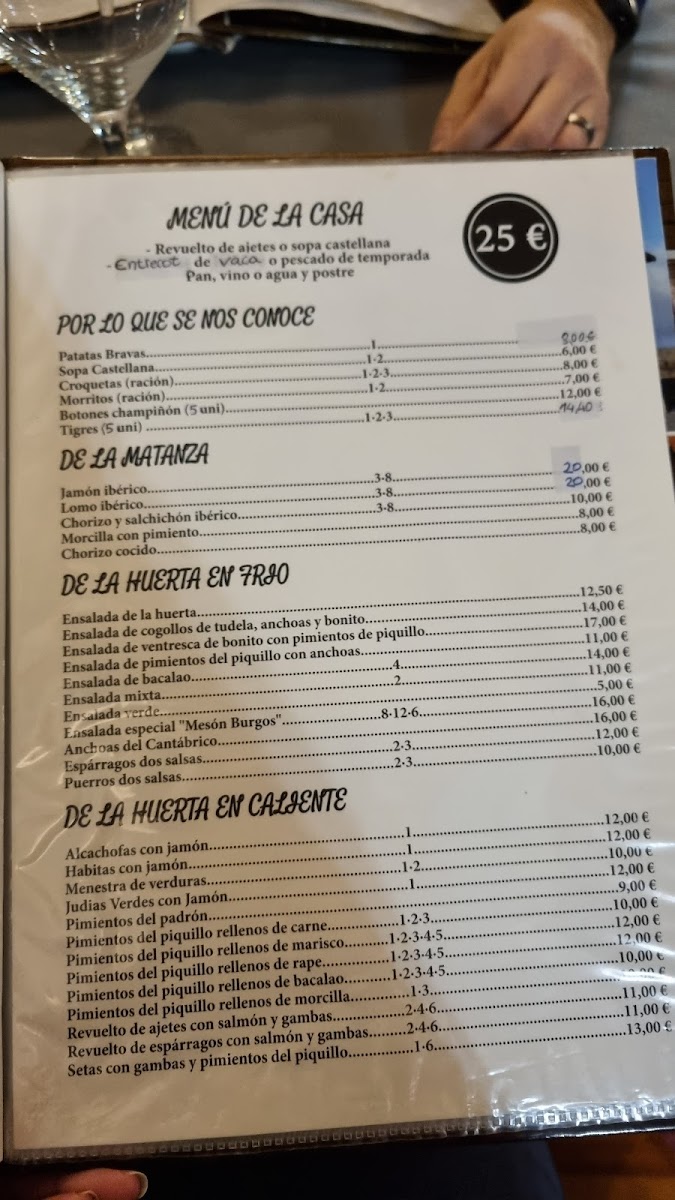 MENÚ DE LA CASA
25 €
- Revuelto de ajetes o sopa castellana
- Entrecot de vaca o pescado de temporada
Pan, vino o agua y postre
POR LO QUE SE NOS CONOCE
Patatas Bravas...1... 8,00 €
Sopa Castellana...1·2...6,00 €
Croquetas (ración)...1·2·3...8,00 €
Morritos (ración)...1·2...7,00 €
Botones champiñón (5 uni)...12,00 €
Tigres (5 uni) ...1·2·3...14,40
DE LA MATANZA
Jamón ibérico...3·8...20,00 €
Lomo ibérico...3·8...20,00 €
Chorizo y salchichón ibérico...3·8...10,00 €
Morcilla con pimiento...8,00 €
Chorizo cocido...8,00 €
DE LA HUERTA EN FRIO
Ensalada de la huerta...12,50 €
Ensalada de cogollos de tudela, anchoas y bonito...14,00 €
Ensalada de ventresca de bonito con pimientos de piquillo...17,00 €
Ensalada de pimientos del piquillo con anchoas...11,00 €
Ensalada de bacalao...4...14,00 €
Ensalada mixta...2...11,00 €
Ensalada verde...5,00 €
Ensalada especial "Mesón Burgos"...8·12·6...16,00 €
Anchoas del Cantábrico...16,00 €
Espárragos dos salsas...2·3...12,00 €
Puerros dos salsas...2·3...10,00 €
DE LA HUERTA EN CALIENTE
Alcachofas con jamón...1...12,00 €
Habitas con jamón...1...12,00 €
Menestra de verduras...1·2...10,00 €
Judias Verdes con Jamón...1...12,00 €
Pimientos del padrón...9,00 €
Pimientos del piquillo rellenos de carne...1·2·3...10,00 €
Pimientos del piquillo rellenos de marisco...1·2·3·4·5...12,00 €
Pimientos del piquillo rellenos de rape...1·2·3·4·5...12,00 €
Pimientos del piquillo rellenos de bacalao...1·2·3·4·5...10,00 €
Pimientos del piquillo rellenos de morcilla...1·3...
Revuelto de ajetes con salmón y gambas...2·4·6...11,00 €
Revuelto de espárragos con salmón y gambas...2·4·6...11,00 €
Setas con gambas y pimientos del piquillo...1·6...13,00 €